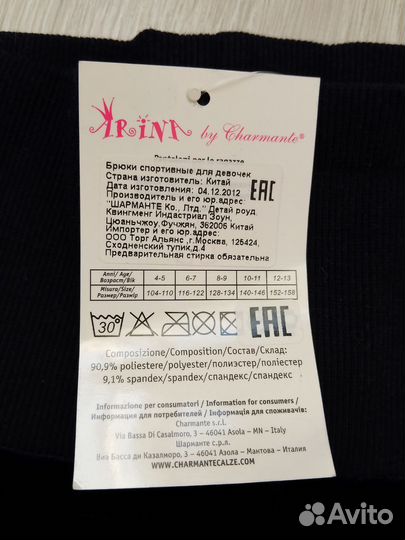 ARINA by Charmante®
Pantaloni per le ragazze
Брюки спортивные для девочек
Страна изготовитель: Китай
Дата изготовления: 04.12.2012
Производитель и его юр.адрес:
"ШАРМАНТЕ Ко., Лтд." Детай роуд,
Квингменг Индастриал Зоун,
Цюаньчжоу,Фучжян, 362006 Китай
Импортер и его юр.адрес:
ООО Торг Альянс ,г.Москва, 125424,
Сходненский тупик,д.4
Предварительная стирка обязательна
EAC
Anni/ Age/ Возраст/Вік 4-5 6-7 8-9 10-11 12-13
Misura/Size/ Размер/Розмір 104-110 116-122 128-134 140-146 152-158
30° EAC
Composizione/Composition/Состав/Склад:
90,9% poliestere/polyester/полиэстер/поліестер
9,1% spandex/spandex/спандекс/спандекс
Informazione per consumatori / Information for consumers /
Информация для потребителей / Інформація для споживачів:
Charmante s.r.l.
Via Bassa Di Casalmoro, 3 - 46041 Asola - MN - Italy
Шарманте с.р.л.
Виа Басса ди Казалморо, 3 - 46041 Азола - Мантова - Италия
WWW.CHARMANTECALZE.COM
Avito